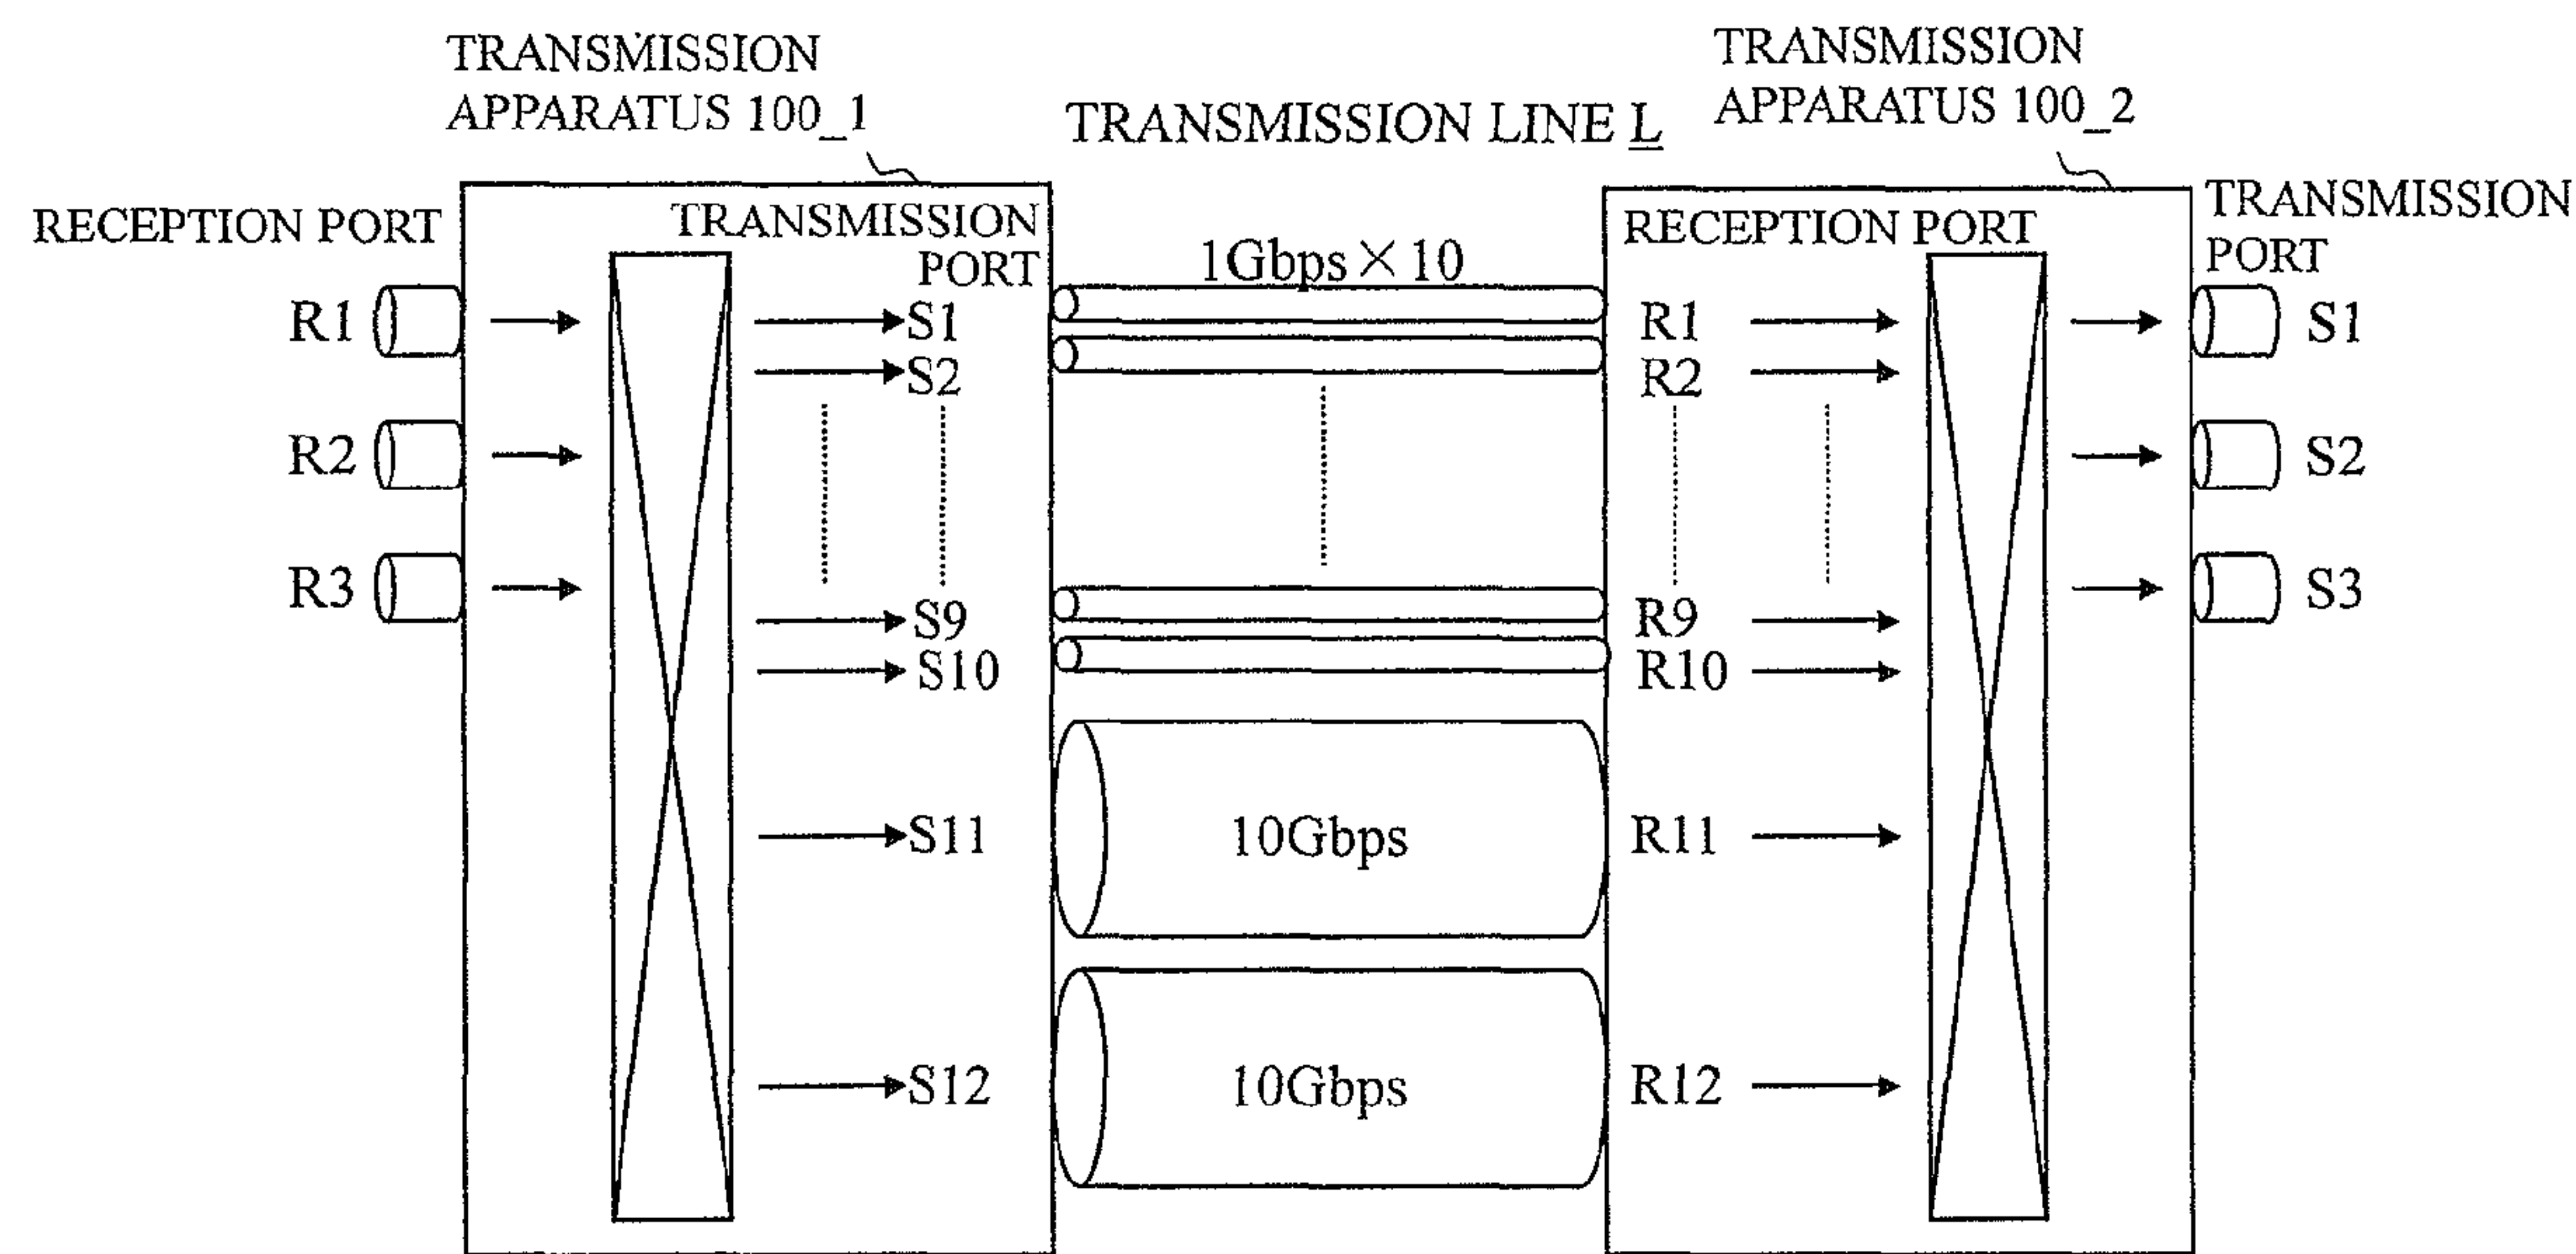 TRANSMISSION
APPARATUS 100_1
TRANSMISSION LINE L
TRANSMISSION
APPARATUS 100_2
RECEPTION PORT
TRANSMISSION
PORT
RECEPTION PORT
TRANSMISSION
PORT
1Gbps×10
R1
S1
R1
S1
S2
R2
R2
S2
R3
S3
S9
R9
S10
R10
S11
10Gbps
R11
S12
10Gbps
R12